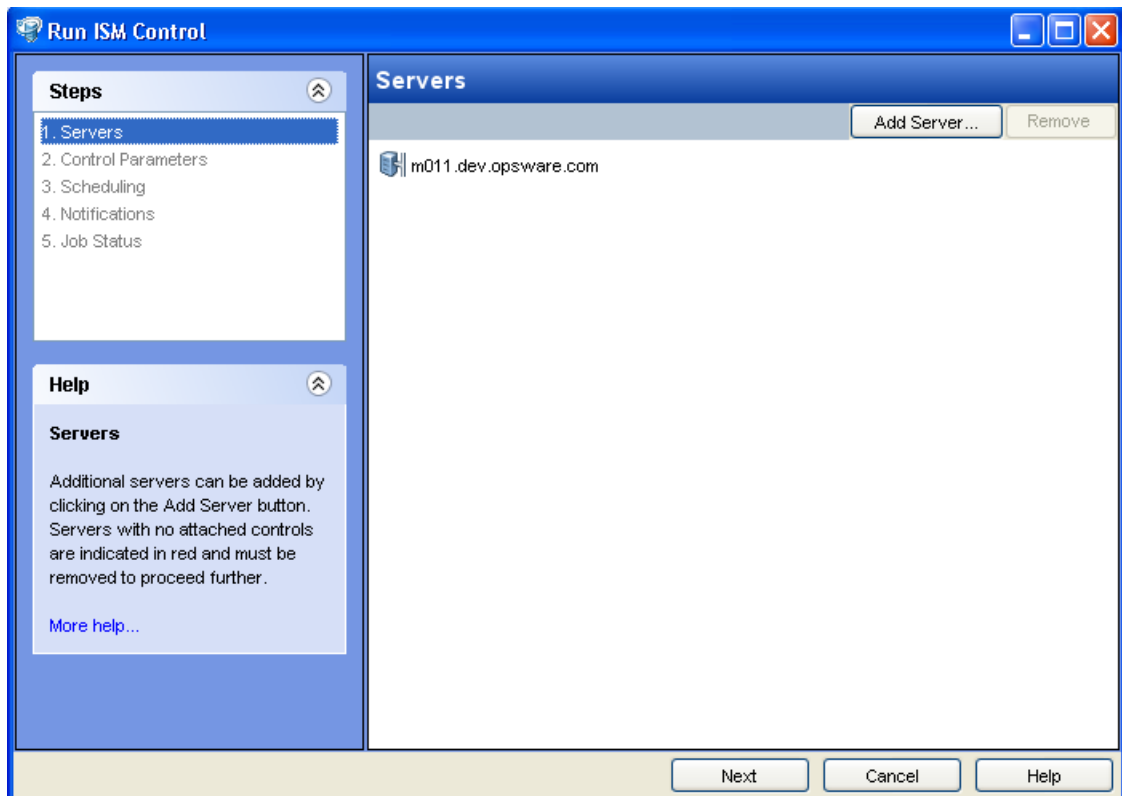 Run ISM Control
Steps
1. Servers
2. Control Parameters
3. Scheduling
4. Notifications
5. Job Status
Help
Servers
Additional servers can be added by
clicking on the Add Server button.
Servers with no attached controls
are indicated in red and must be
removed to proceed further.
More help...
Servers
Add Server...
Remove
m011.dev.opsware.com
Next
Cancel
Help